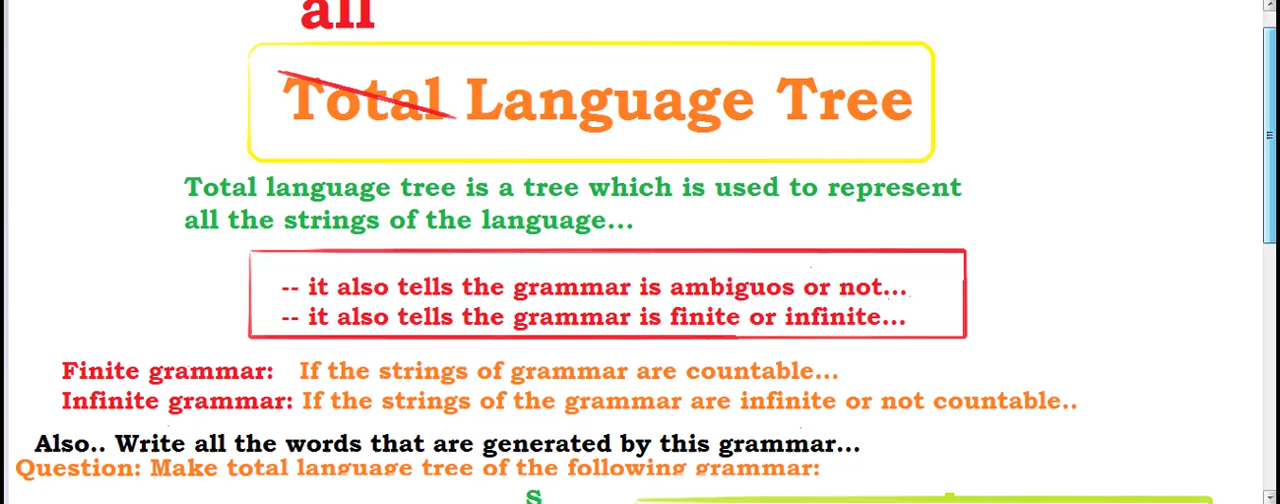 all
Total Language Tree
Total language tree is a tree which is used to represent
all the strings of the language...
-- it also tells the grammar is ambiguos or not...
-- it also tells the grammar is finite or infinite...
Finite grammar: If the strings of grammar are countable...
Infinite grammar: If the strings of the grammar are infinite or not countable..
Also.. Write all the words that are generated by this grammar...
Question: Make total language tree of the following grammar:
s